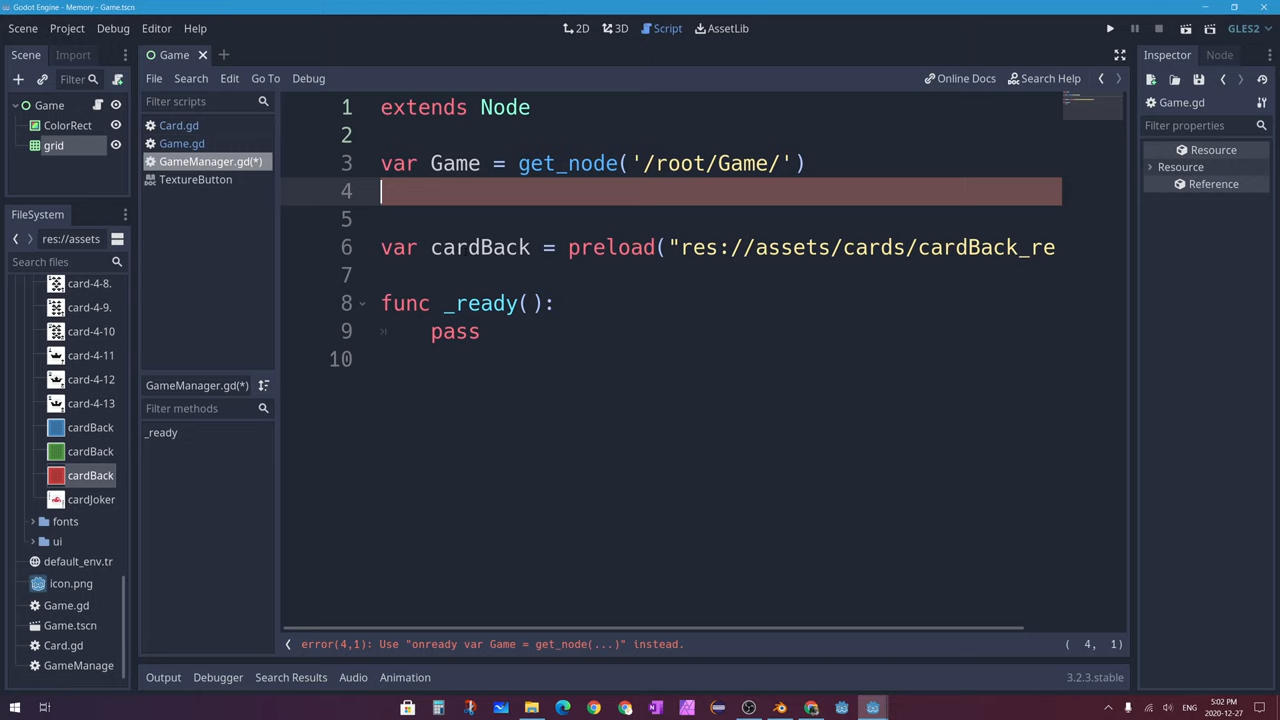 Godot Engine - Memory - Game.tscn
Scene Project Debug Editor Help
2D 3D Script AssetLib
GLES2
Scene Import
Filter
Game
ColorRect
grid
FileSystem
res://assets
Search files
card-4-8.
card-4-9.
card-4-10
card-4-11
card-4-12
card-4-13
cardBack
cardBack
cardBack
cardJoker
fonts
ui
default_env.tr
icon.png
Game.gd
Game.tscn
Card.gd
GameManage
Game
File Search Edit Go To Debug
Online Docs Search Help
Filter scripts
Card.gd
Game.gd
GameManager.gd(*)
TextureButton
GameManager.gd(*)
Filter methods
_ready
1 extends Node
2
3 var Game = get_node('/root/Game/')
4
5
6 var cardBack = preload("res://assets/cards/cardBack_re
7
8 func _ready():
9 pass
10
error(4,1): Use "onready var Game = get_node(...)" instead.
( 4, 1)
Output Debugger Search Results Audio Animation
3.2.3.stable
Inspector Node
Game.gd
Filter properties
Resource
Resource
Reference
5:02 PM
2020-12-27